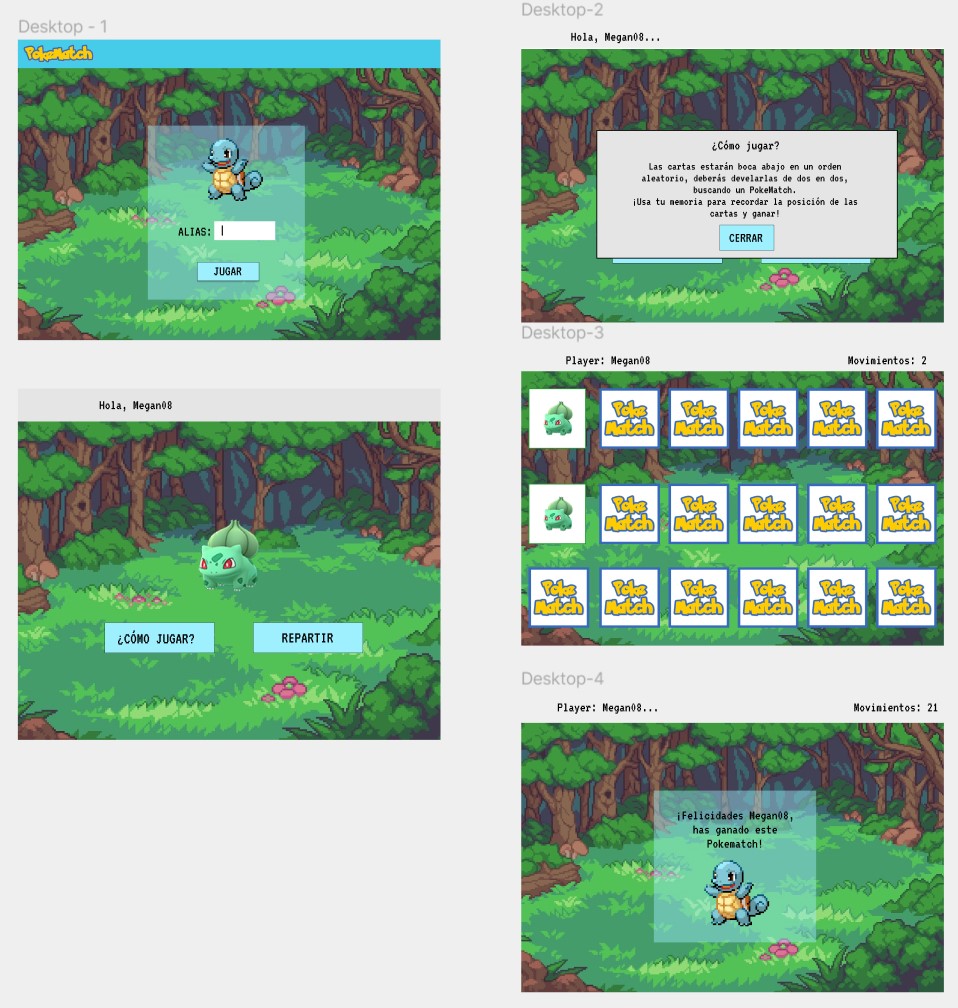 Desktop - 1
PokeMatch
ALIAS:
JUGAR
Hola, Megan08
¿CÓMO JUGAR?
REPARTIR
Desktop-2
Hola, Megan08...
¿Cómo jugar?
Las cartas estarán boca abajo en un orden
aleatorio, deberás develarlas de dos en dos,
buscando un PokeMatch.
¡Usa tu memoria para recordar la posición de las
cartas y ganar!
CERRAR
Desktop-3
Player: Megan08
Movimientos: 2
Poke Poke Poke Poke Poke
Match Match Match Match Match
Poke Poke Poke Poke Poke
Match Match Match Match Match
Poke Poke Poke Poke Poke Poke
Match Match Match Match Match Match
Desktop-4
Player: Megan08...
Movimientos: 21
¡Felicidades Megan08,
has ganado este
Pokematch!